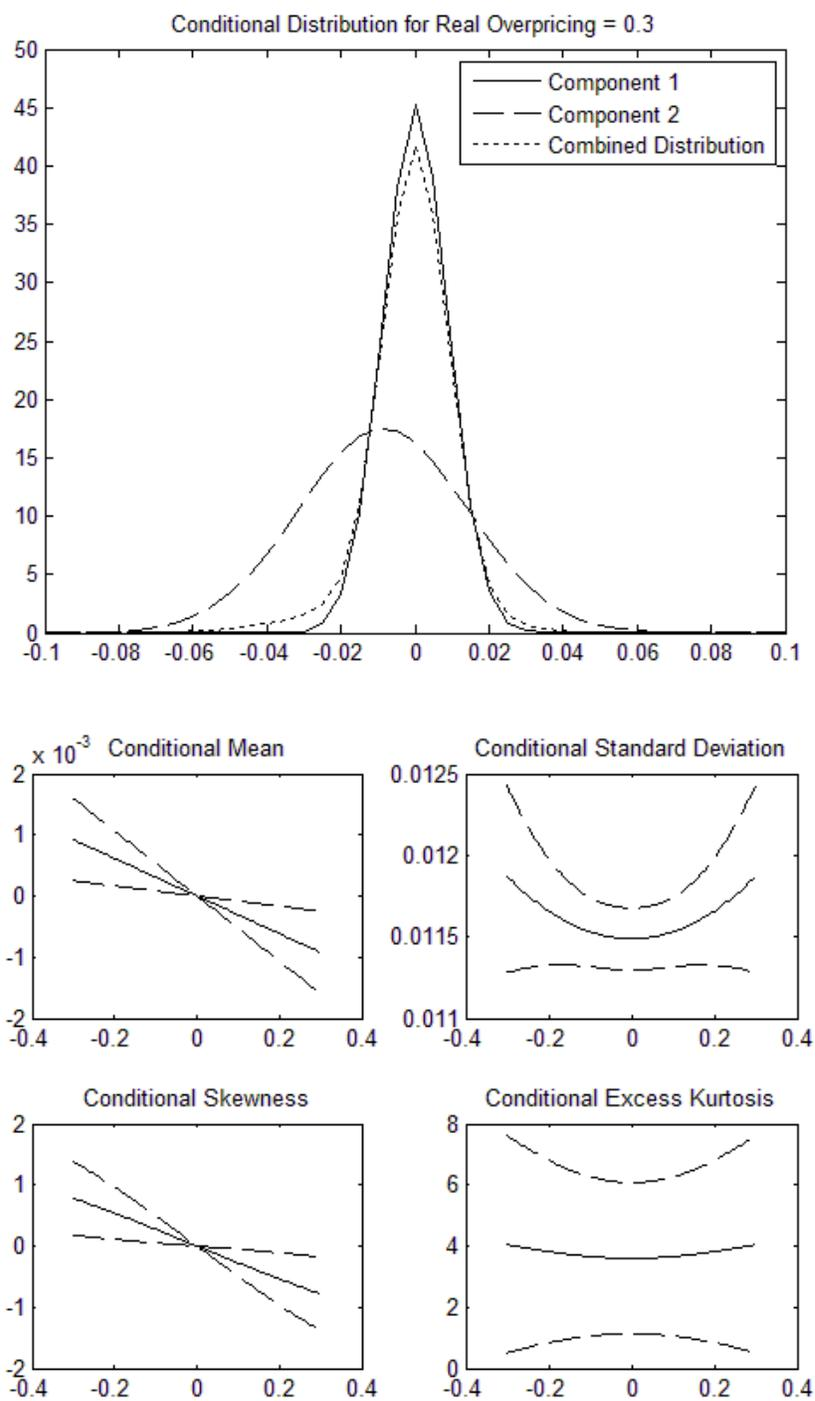 Conditional Distribution for Real Overpricing = 0.3
50
45
40
35
30
25
20
15
10
5
0
Component 1
Component 2
Combined Distribution
-0.1 -0.08 -0.06 -0.04 -0.02 0 0.02 0.04 0.06 0.08 0.1
x 10^-3 Conditional Mean
2
1
0
-1
-2
-0.4 -0.2 0 0.2 0.4
Conditional Standard Deviation
0.0125
0.012
0.0115
0.011
-0.4 -0.2 0 0.2 0.4
Conditional Skewness
2
1
0
-1
-2
-0.4 -0.2 0 0.2 0.4
Conditional Excess Kurtosis
8
6
4
2
0
-0.4 -0.2 0 0.2 0.4